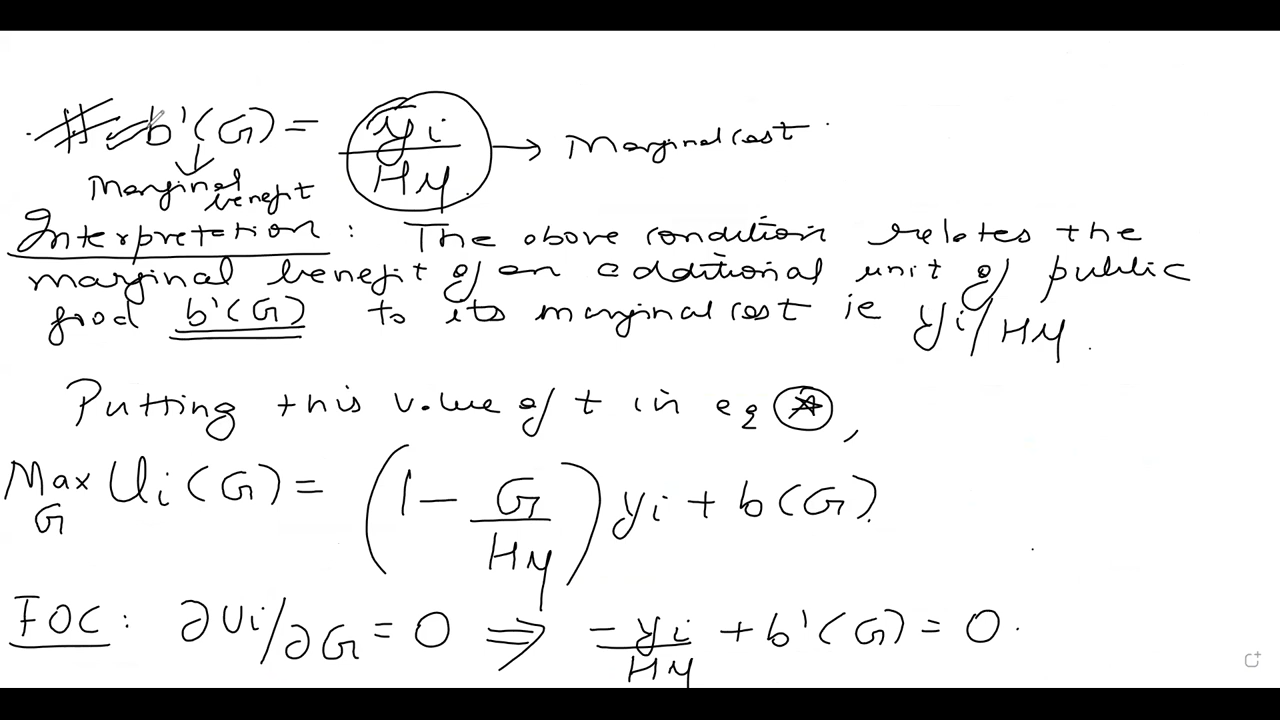 # b'(G) = yi/Hy → Marginal cost
Marginal benefit
Interpretation : The above condition relates the
marginal benefit of an additional unit of public
good b'(G) to its marginal cost ie yi/Hy.
Putting this value of t in eq ★,
Max Ui(G) = (1 - G/Hy) yi + b(G).
G
FOC : ∂Ui/∂G = 0 ⇒ -yi/Hy + b'(G) = 0.